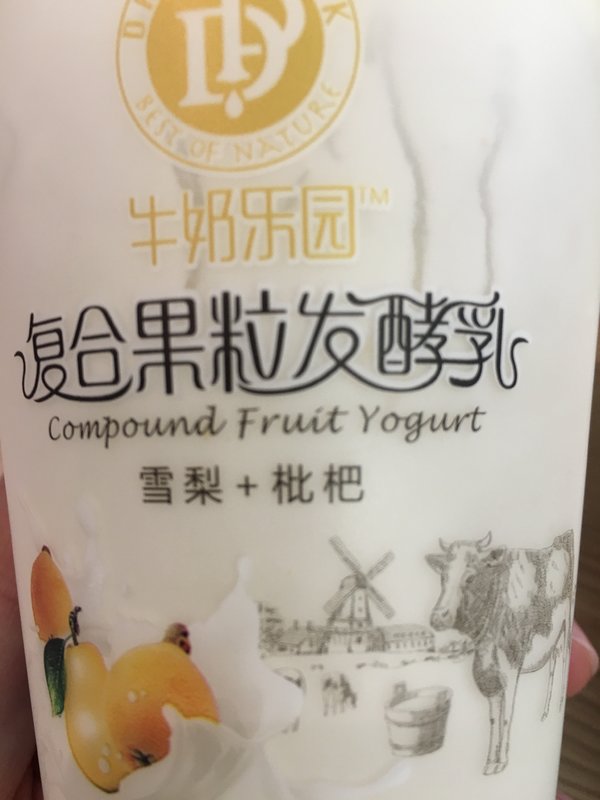 DP
BEST OF NATURE
牛奶乐园™
复合果粒发酵乳
Compound Fruit Yogurt
雪梨+枇杷